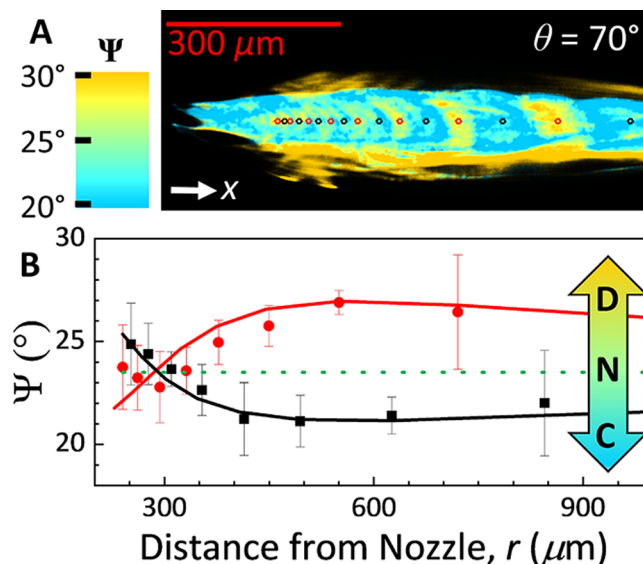 A
Ψ
30°
25°
20°
300 μm
θ = 70°
x
B
30
25
20
Ψ (°)
D
N
C
300
600
900
Distance from Nozzle, r (μm)